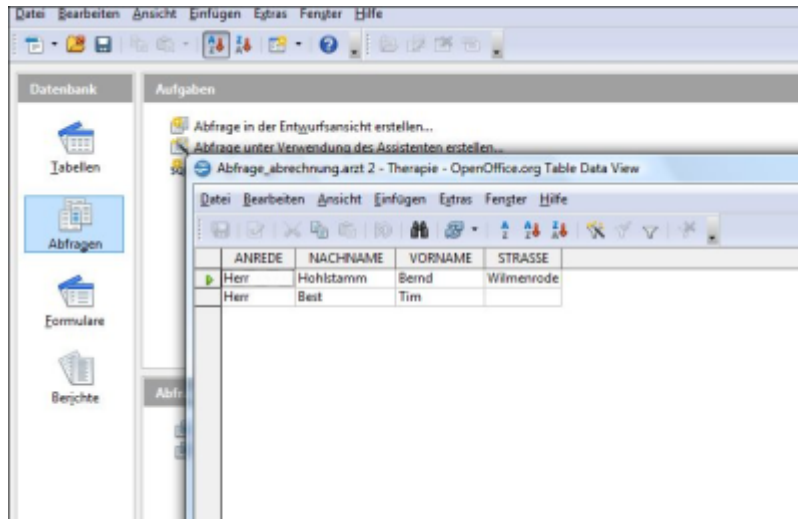 Datei Bearbeiten Ansicht Einfügen Extras Fenster Hilfe
Datenbank
Aufgaben
Tabellen
Abfragen
Formulare
Berichte
Abfrage in der Entwurfsansicht erstellen...
Abfrage unter Verwendung des Assistenten erstellen...
SQ
Abfrage_abrechnung.arzt 2 - Therapie - OpenOffice.org Table Data View
Datei Bearbeiten Ansicht Einfügen Extras Fenster Hilfe
ANREDE NACHNAME VORNAME STRASSE
Herr Hohlstamm Bernd Wilmenrode
Herr Best Tim
Abfr